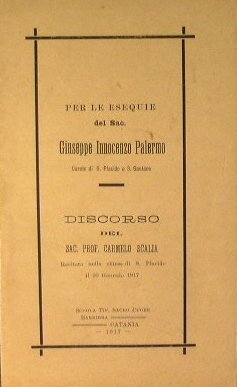 PER LE ESEQUIE
del Sac.
Giuseppe Innocenzo Palermo
Curato di S. Placido e S. Gaetano
DISCORSO
DEL
SAC. PROF. CARMELO SCALIA
Recitato nella chiesa di S. Placido
il 10 Gennaio 1917
SCUOLA TIP. SACRO CUORE
BARRIERA
CATANIA
1917